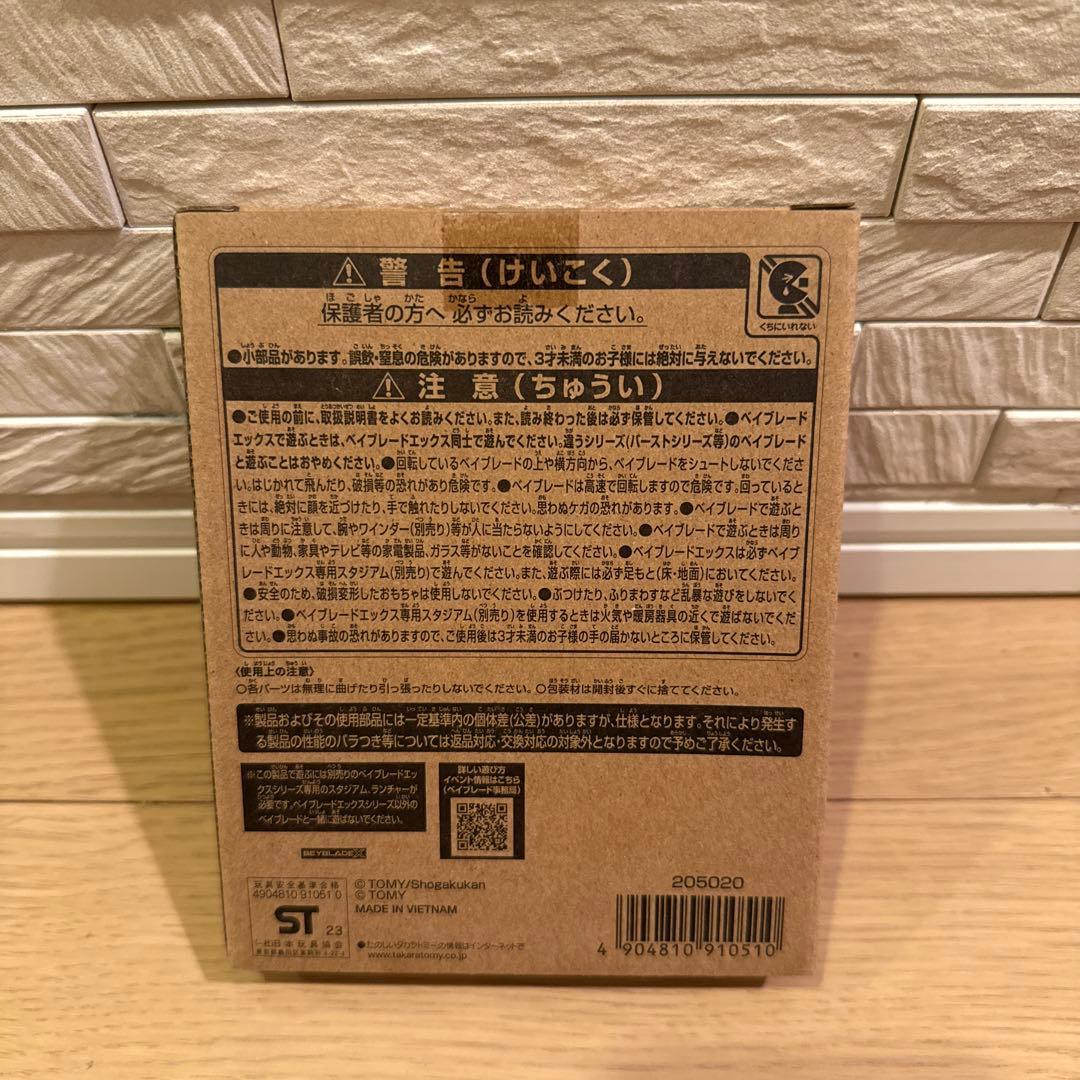 警告(けいこく)
くちにいれない
保護者の方へ 必ずお読みください。
●小部品があります。誤飲・窒息の危険がありますので、3才未満のお子様には絶対に与えないでください。
注意(ちゅうい)
●ご使用の前に、取扱説明書をよくお読みください。また、読み終わった後は必ず保管してください。●ベイブレード
エックスで遊ぶときは、ベイブレードエックス同士で遊んでください。違うシリーズ(バーストシリーズ等)のベイブレード
と遊ぶことはおやめください。●回転しているベイブレードの上や横方向から、ベイブレードをシュートしないでくださ
い。はじかれて飛んだり、破損等の恐れがあり危険です。●ベイブレードは高速で回転しますので危険です。回っていると
きには、絶対に顔を近づけたり、手で触れたりしないでください。思わぬケガの恐れがあります。●ベイブレードで遊ぶと
きは周りに注意して、腕やワインダー(別売り)等が人に当たらないようにしてください。●ベイブレードで遊ぶときは周り
に人や動物、家具やテレビ等の家電製品、ガラス等がないことを確認してください。●ベイブレードエックスは必ずベイブ
レードエックス専用スタジアム(別売り)で遊んでください。また、遊ぶ際には必ず足もと(床・地面)においてください。
●安全のため、破損変形したおもちゃは使用しないでください。●ぶつけたり、ふりまわすなど乱暴な遊びをしないでく
ださい。●ベイブレードエックス専用スタジアム(別売り)を使用するときは火気や暖房器具の近くで遊ばないでくだ
さい。●思わぬ事故の恐れがありますので、ご使用後は3才未満のお子様の手の届かないところに保管してください。
〈使用上の注意〉
○各パーツは無理に曲げたり引っ張ったりしないでください。○包装材は開封後すぐに捨ててください。
※製品およびその使用部品には一定基準内の個体差(公差)がありますが、仕様となります。それにより発生す
る製品の性能のバラつき等については返品対応・交換対応の対象外となりますので予めご了承ください。
※この製品で遊ぶには別売りのベイブレードエッ
クスシリーズ専用のスタジアム、ランチャーが
必要です。ベイブレードエックスシリーズ以外の
ベイブレードと一緒に遊ばないでください。
詳しい遊び方
イベント情報はこちら
(ベイブレード事務局)
BEYBLADE X
玩具安全基準合格
4904810 91051 0
ST 23
(一社)日本玩具協会
© TOMY/Shogakukan
© TOMY
MADE IN VIETNAM
●たのしいタカラトミーの情報はインターネットで
www.takaratomy.co.jp
205020
4 904810 910510